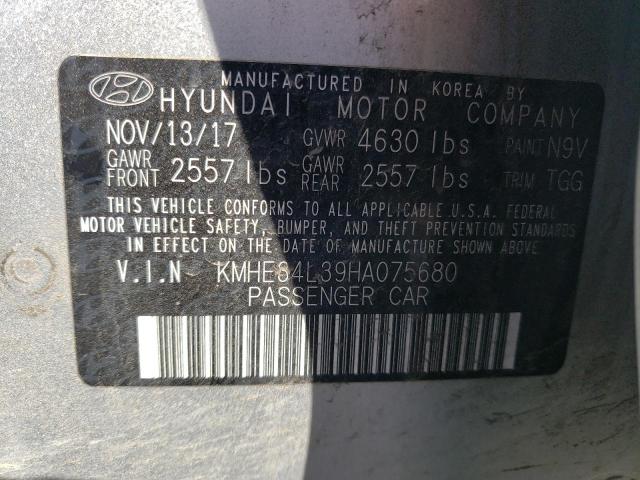 MANUFACTURED IN KOREA BY
HYUNDAI MOTOR COMPANY
NOV/13/17 GVWR 4630 lbs PAINT N9V
GAWR FRONT 2557 lbs GAWR REAR 2557 lbs TRIM TGG
THIS VEHICLE CONFORMS TO ALL APPLICABLE U.S.A. FEDERAL
MOTOR VEHICLE SAFETY, BUMPER, AND THEFT PREVENTION STANDARDS
IN EFFECT ON THE DATE OF MANUFACTURE SHOWN ABOVE.
V.I.N KMHE84L39HA075680
PASSENGER CAR